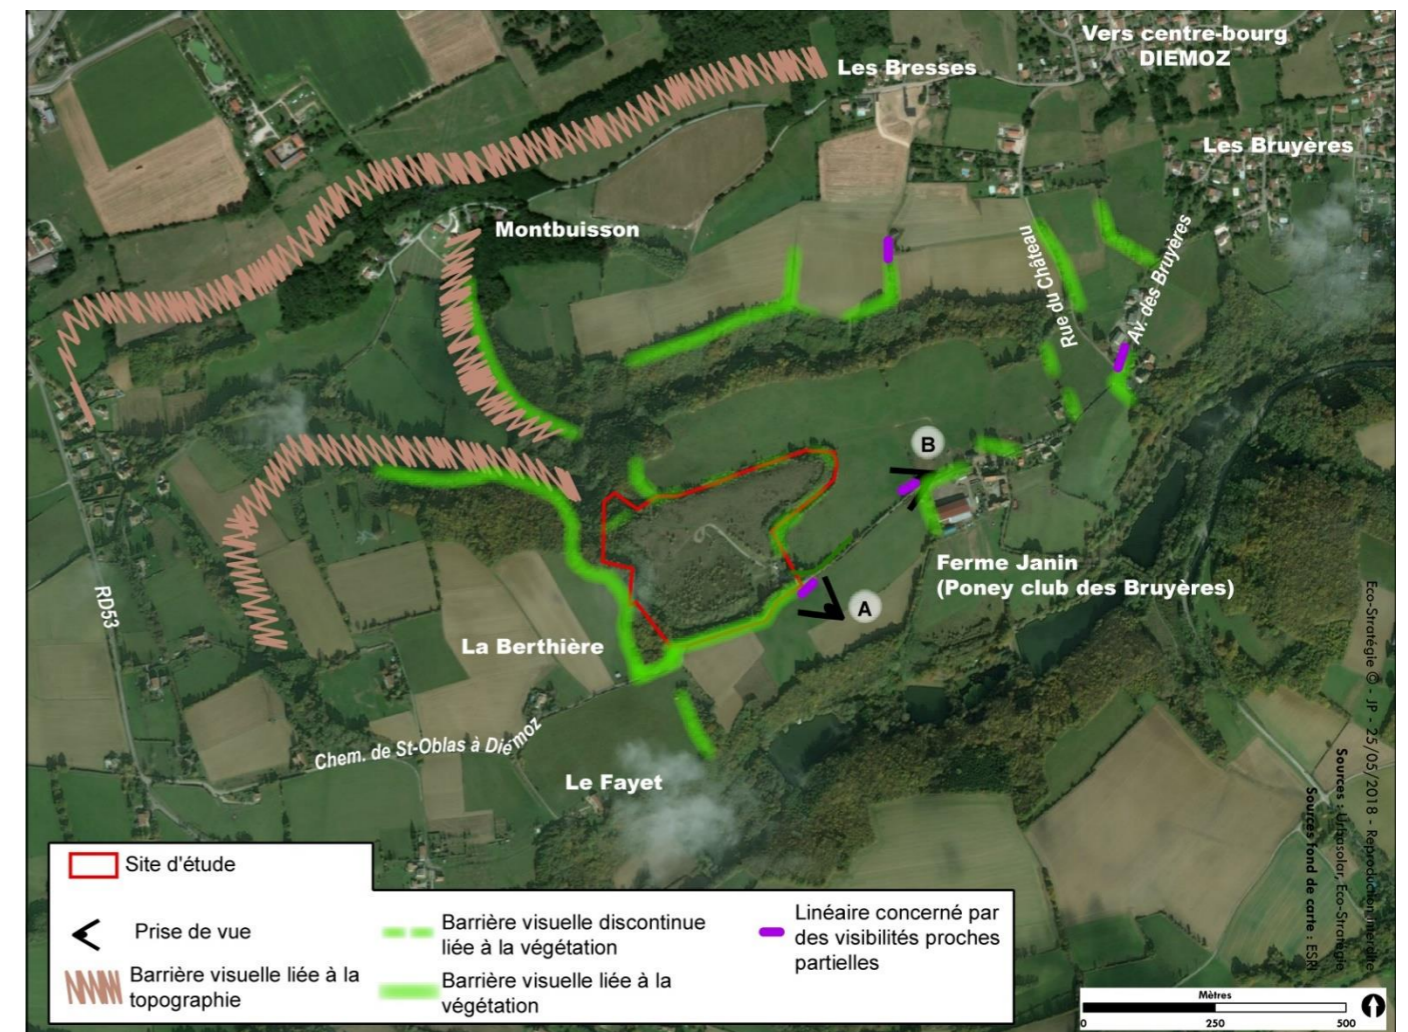 Vers centre-bourg
DIEMOZ
Les Bresses
Les Bruyères
Montbuisson
Rue du Château
Av. des Bruyères
B
Ferme Janin
(Poney club des Bruyères)
A
RD53
La Berthière
Chem. de St-Oblas à Diémoz
Le Fayet
Eco-Stratégie © - JP - 25/05/2018 - Reproduction interdite
Sources : Urbasolar, Eco-Stratégie
Sources fond de carte : ESRI
Site d'étude
Prise de vue
Barrière visuelle liée à la
topographie
Barrière visuelle discontinue
liée à la végétation
Barrière visuelle liée à la
végétation
Linéaire concerné par
des visibilités proches
partielles
Mètres
0 250 500